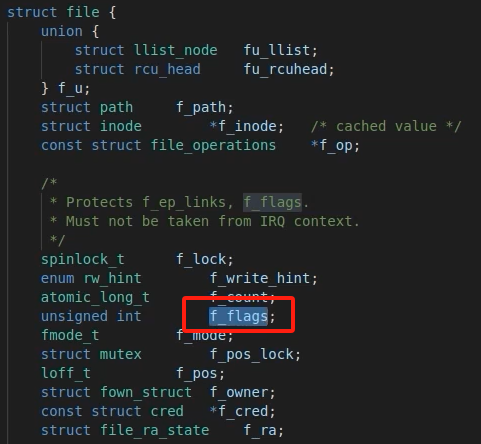 struct file {
union {
struct llist_node fu_llist;
struct rcu_head fu_rcuhead;
} f_u;
struct path f_path;
struct inode *f_inode; /* cached value */
const struct file_operations *f_op;
/*
* Protects f_ep_links, f_flags.
* Must not be taken from IRQ context.
*/
spinlock_t f_lock;
enum rw_hint f_write_hint;
atomic_long_t f_count;
unsigned int f_flags;
fmode_t f_mode;
struct mutex f_pos_lock;
loff_t f_pos;
struct fown_struct f_owner;
const struct cred *f_cred;
struct file_ra_state f_ra;